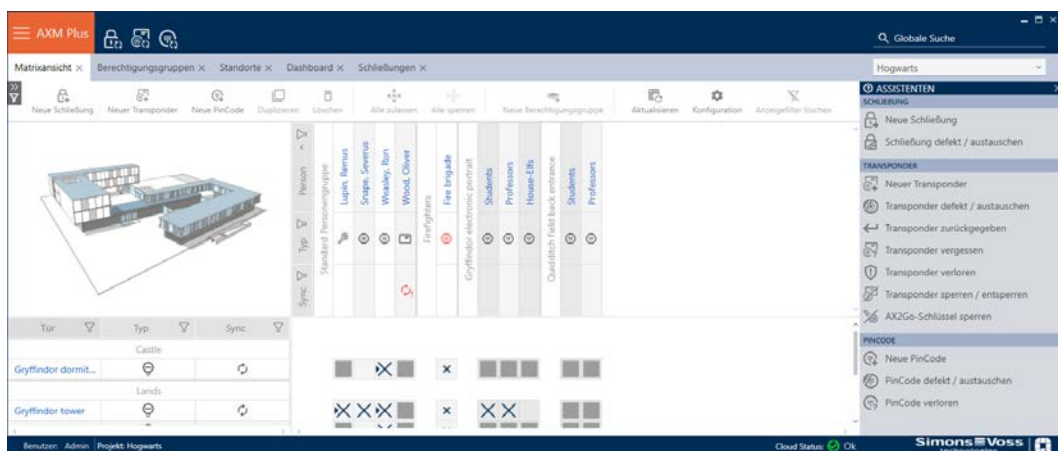 AXM Plus
Globale Suche
Matrixansicht
Berechtigungsgruppen
Standorte
Dashboard
Schließungen
Hogwarts
Neue Schließung
Neuer Transponder
Neue PinCode
Duplizieren
Löschen
Alle zulassen
Alle sperren
Neue Berechtigungsgruppe
Aktualisieren
Konfiguration
Anzeigefilter löschen
Person
Typ
Sync
Standard Personengruppe
Lupin, Remus
Snape, Severus
Weasley, Ron
Wood, Oliver
Firefighters
Fire brigade
Gryffindor electronic portrait
Students
Professors
House-Elfs
Quidditch field back entrance
Students
Professors
Tür
Typ
Sync
Castle
Gryffindor dormit...
Lands
Gryffindor tower
ASSISTENTEN
SCHLIEßUNG
Neue Schließung
Schließung defekt / austauschen
TRANSPONDER
Neuer Transponder
Transponder defekt / austauschen
Transponder zurückgegeben
Transponder vergessen
Transponder verloren
Transponder sperren / entsperren
AX2Go-Schlüssel sperren
PINCODE
Neue PinCode
PinCode defekt / austauschen
PinCode verloren
Benutzer: Admin
Projekt: Hogwarts
Cloud Status: Ok
SimonsVoss
technologies